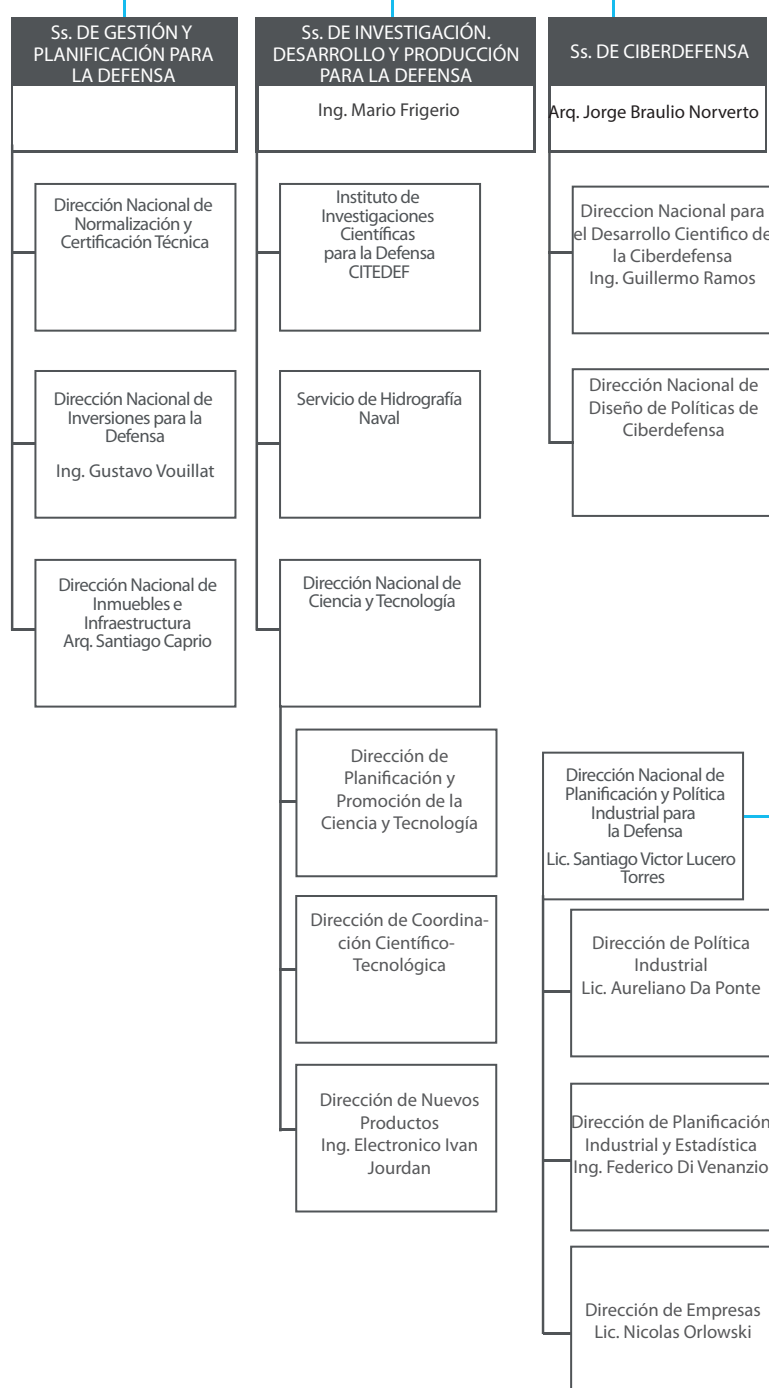 Ss. DE GESTIÓN Y
PLANIFICACIÓN PARA
LA DEFENSA
Dirección Nacional de
Normalización y
Certificación Técnica
Dirección Nacional de
Inversiones para la
Defensa
Ing. Gustavo Vouillat
Dirección Nacional de
Inmuebles e
Infraestructura
Arq. Santiago Caprio
Ss. DE INVESTIGACIÓN.
DESARROLLO Y PRODUCCIÓN
PARA LA DEFENSA
Ing. Mario Frigerio
Instituto de
Investigaciones
Científicas
para la Defensa
CITEDEF
Servicio de Hidrografía
Naval
Dirección Nacional de
Ciencia y Tecnología
Dirección de
Planificación y
Promoción de la
Ciencia y Tecnología
Dirección de Coordina-
ción Científico-
Tecnológica
Dirección de Nuevos
Productos
Ing. Electronico Ivan
Jourdan
Ss. DE CIBERDEFENSA
Arq. Jorge Braulio Norverto
Direccion Nacional para
el Desarrollo Cientifico de
la Ciberdefensa
Ing. Guillermo Ramos
Dirección Nacional de
Diseño de Políticas de
Ciberdefensa
Dirección Nacional de
Planificación y Política
Industrial para
la Defensa
Lic. Santiago Victor Lucero
Torres
Dirección de Política
Industrial
Lic. Aureliano Da Ponte
Dirección de Planificación
Industrial y Estadística
Ing. Federico Di Venanzio
Dirección de Empresas
Lic. Nicolas Orlowski